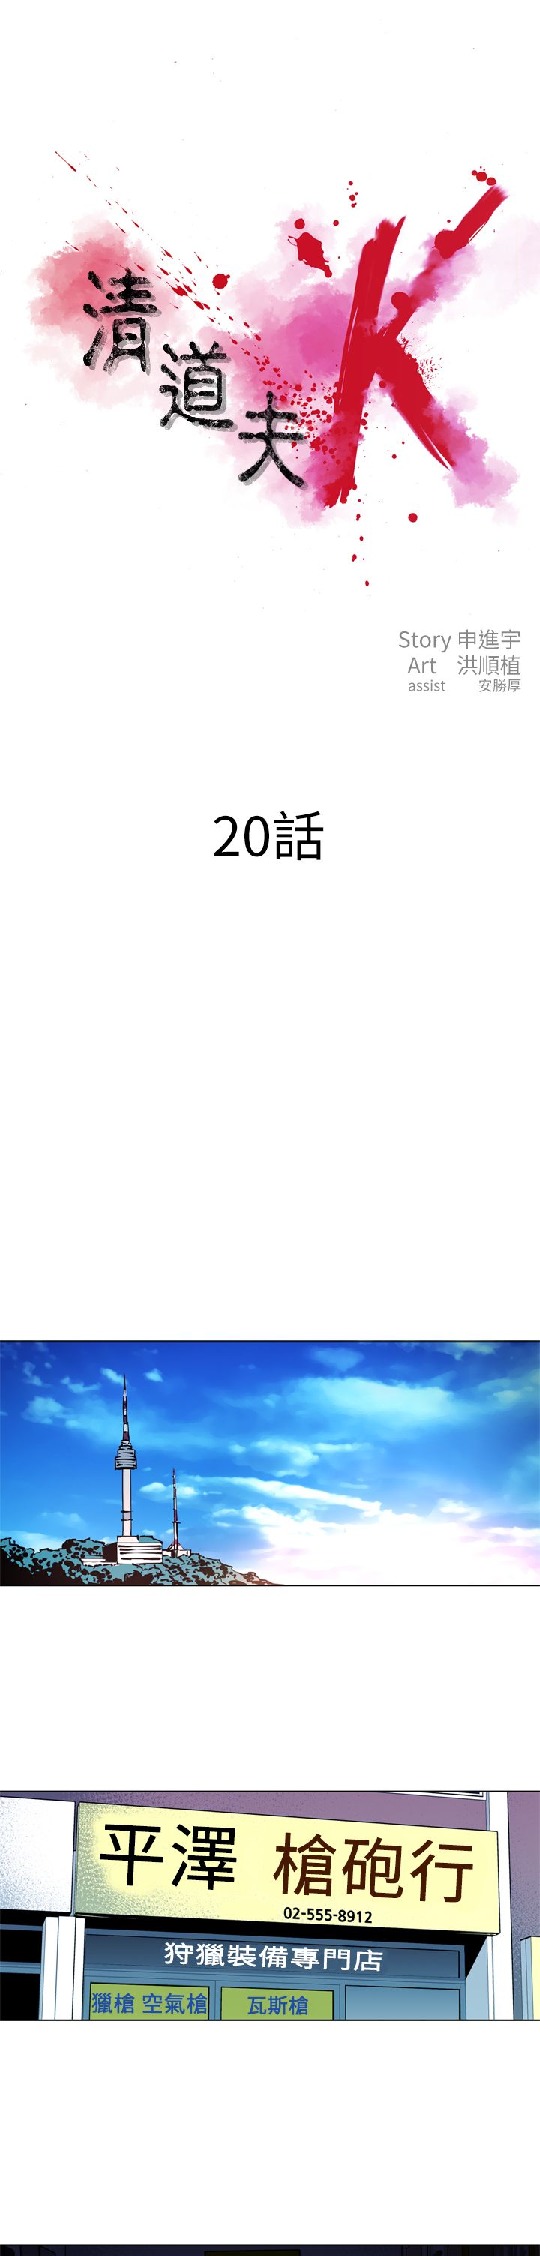 清道夫K
Story 申進宇
Art 洪順植
assist 安勝厚
20話
平澤 槍砲行
02-555-8912
狩獵裝備專門店
獵槍 空氣槍 瓦斯槍